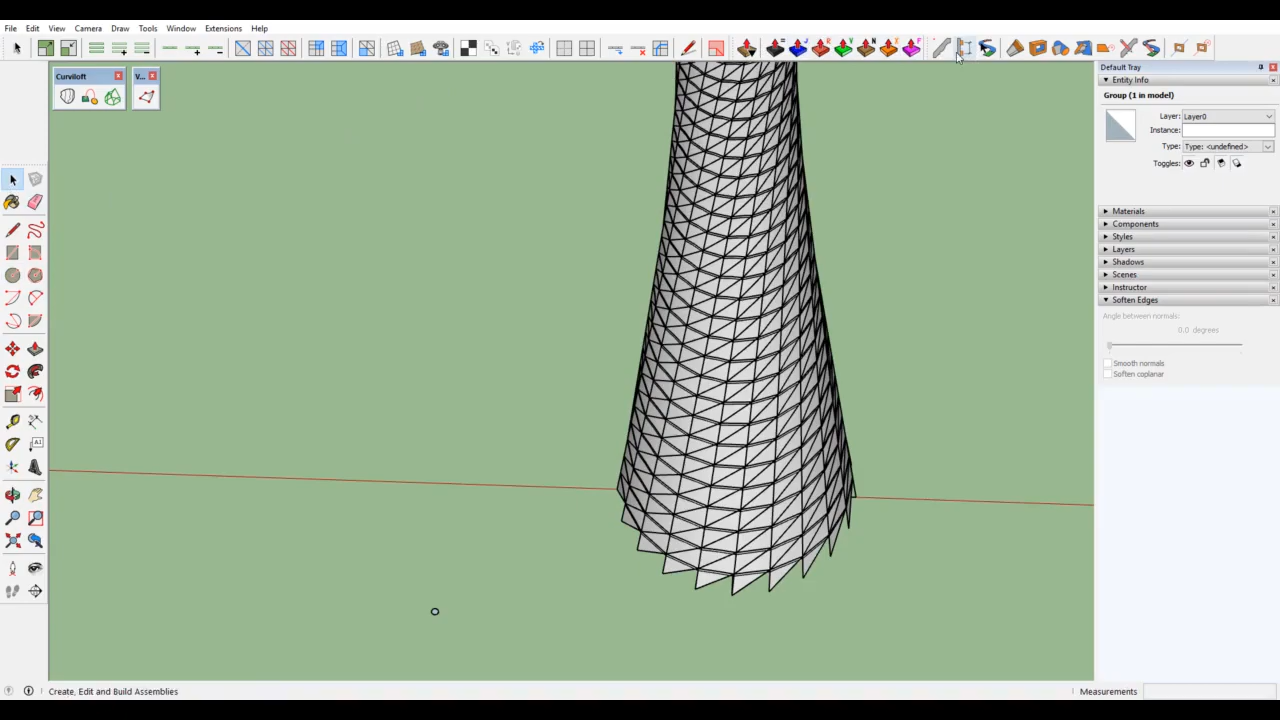 File Edit View Camera Draw Tools Window Extensions Help
Curviloft
V...
Default Tray
Entity Info
Group (1 in model)
Layer: Layer0
Instance:
Type: Type: <undefined>
Toggles:
Materials
Components
Styles
Layers
Shadows
Scenes
Instructor
Soften Edges
Angle between normals:
0.0 degrees
Smooth normals
Soften coplanar
Create, Edit and Build Assemblies
Measurements